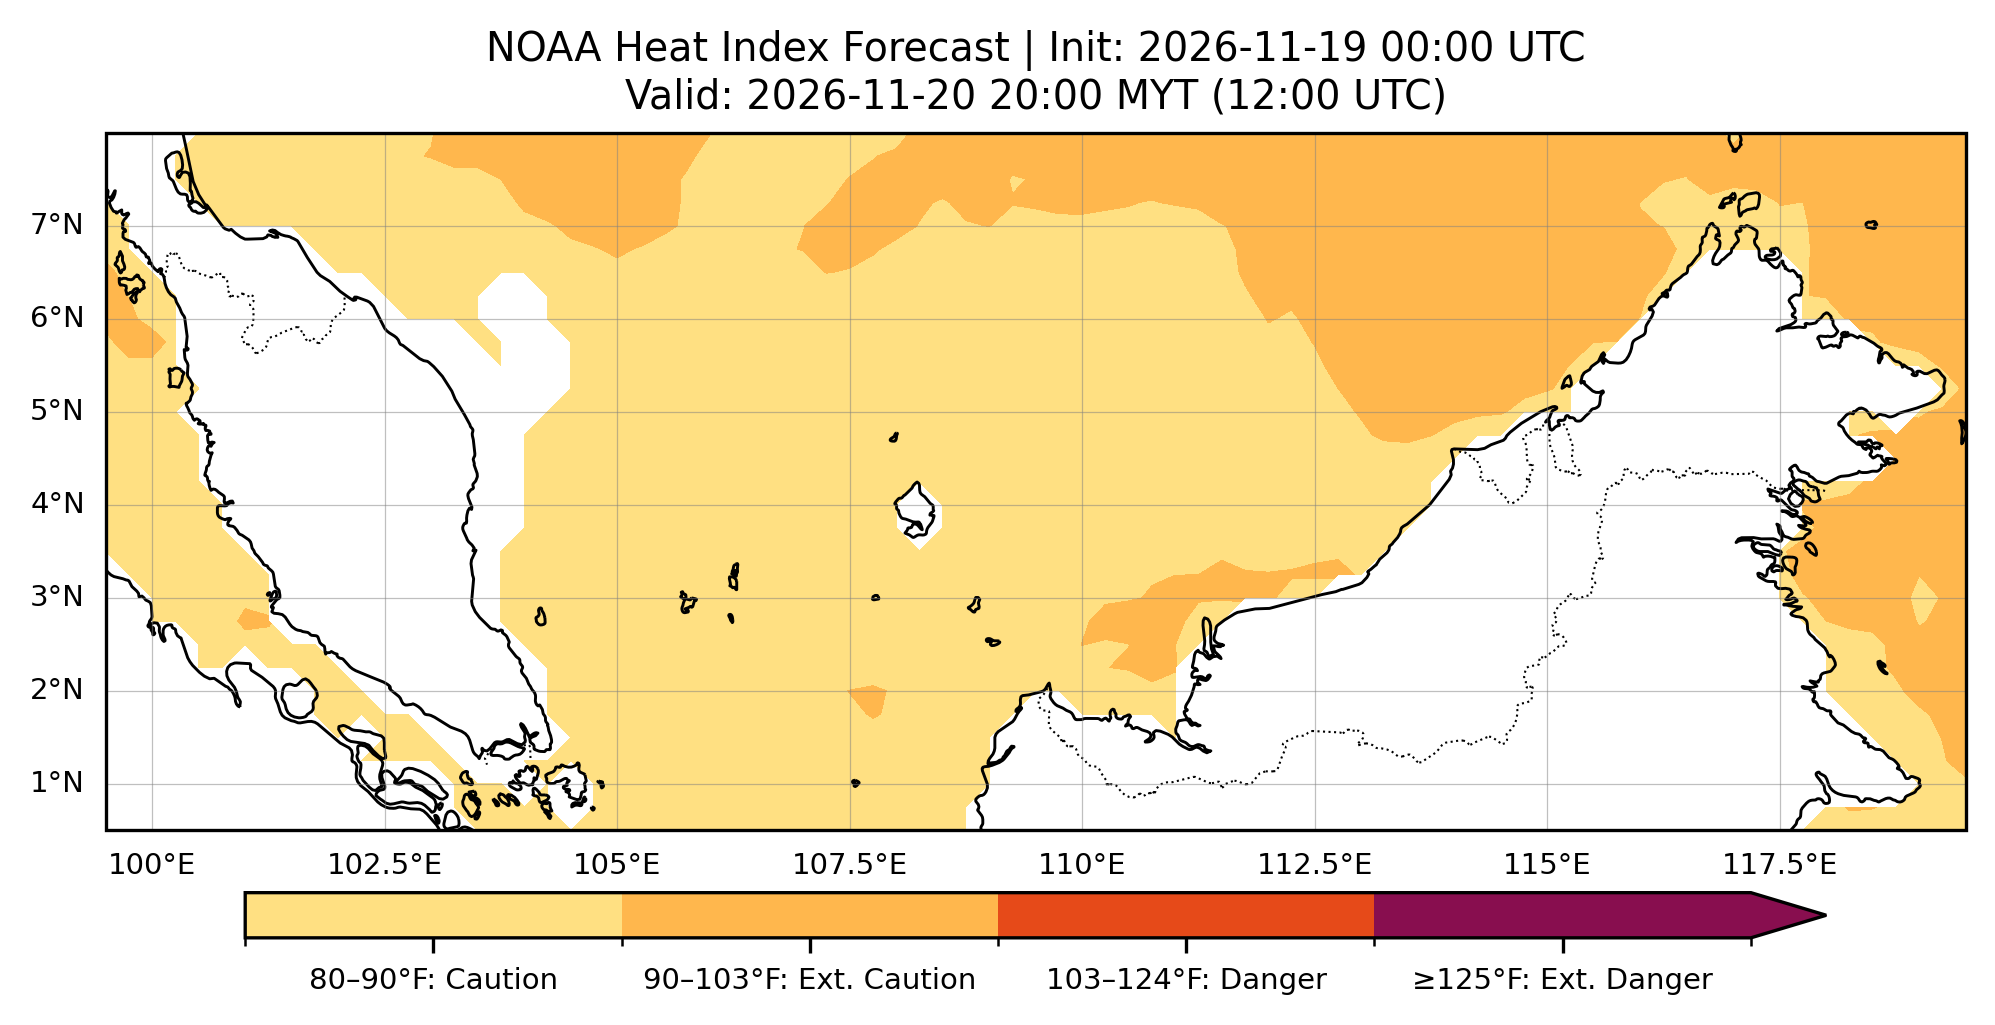 NOAA Heat Index Forecast | Init: 2026-11-19 00:00 UTC
Valid: 2026-11-20 20:00 MYT (12:00 UTC)
7°N
6°N
5°N
4°N
3°N
2°N
1°N
100°E 102.5°E 105°E 107.5°E 110°E 112.5°E 115°E 117.5°E
80–90°F: Caution 90–103°F: Ext. Caution 103–124°F: Danger ≥125°F: Ext. Danger